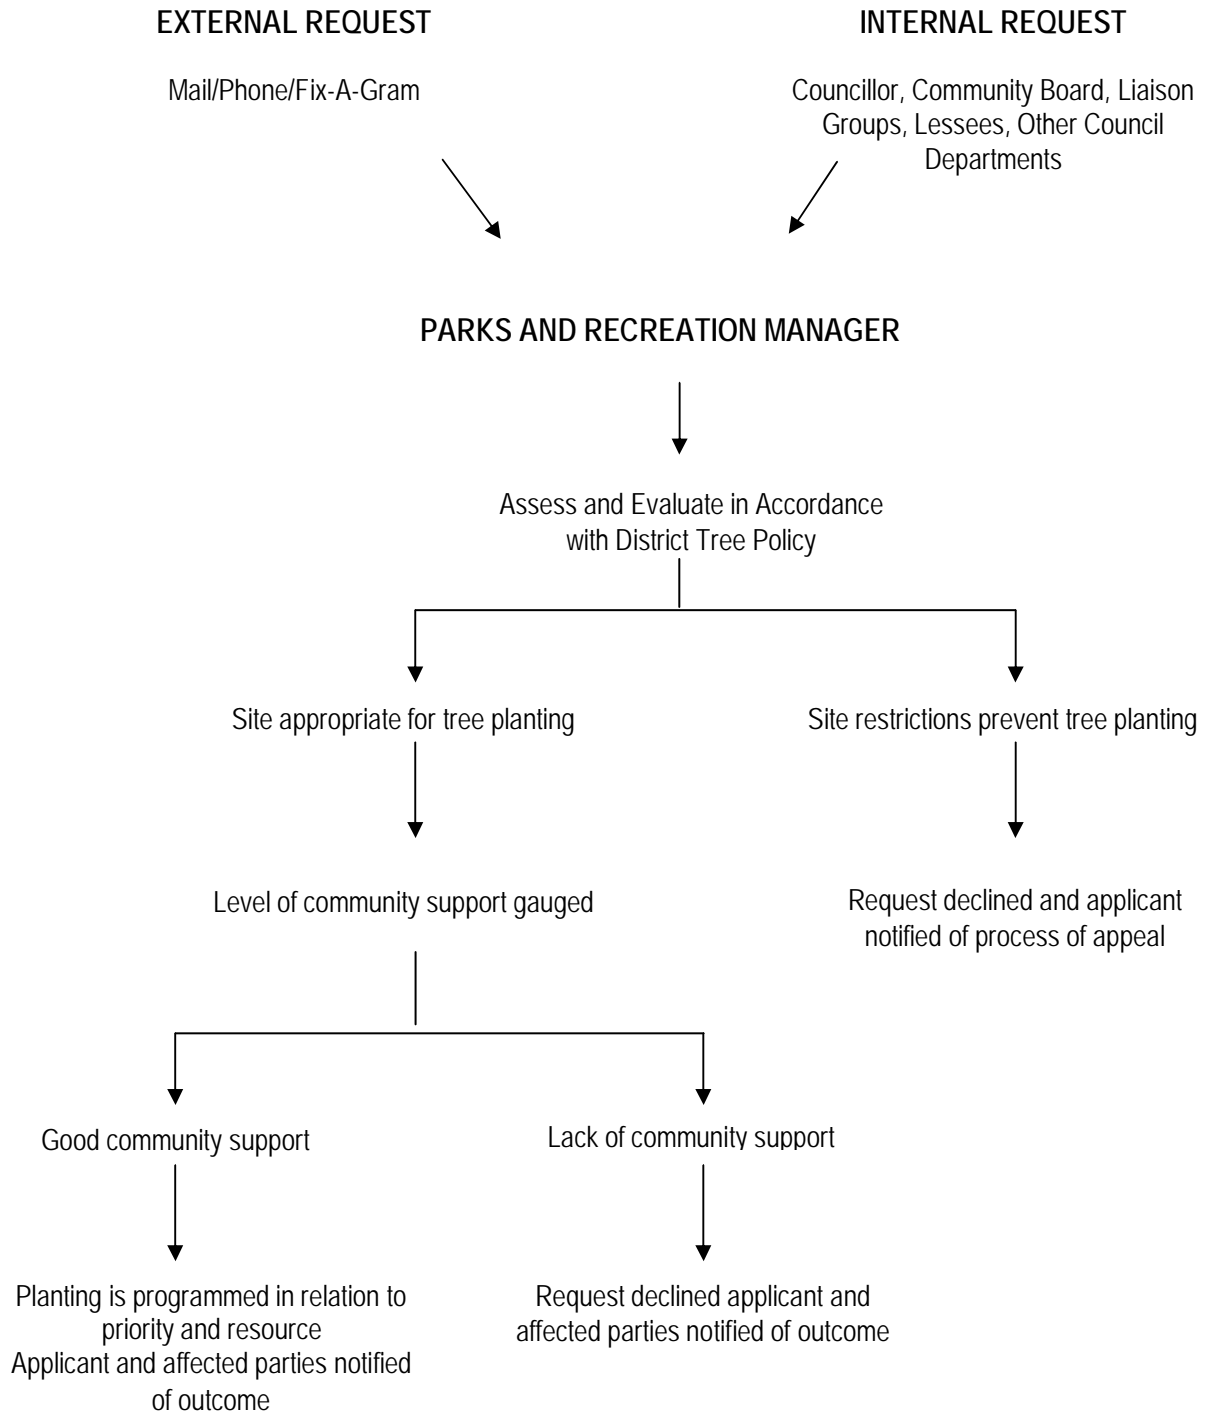 EXTERNAL REQUEST
INTERNAL REQUEST
Mail/Phone/Fix-A-Gram
Councillor, Community Board, Liaison
Groups, Lessees, Other Council
Departments
PARKS AND RECREATION MANAGER
Assess and Evaluate in Accordance
with District Tree Policy
Site appropriate for tree planting
Site restrictions prevent tree planting
Level of community support gauged
Request declined and applicant
notified of process of appeal
Good community support
Lack of community support
Planting is programmed in relation to
priority and resource
Applicant and affected parties notified
of outcome
Request declined applicant and
affected parties notified of outcome